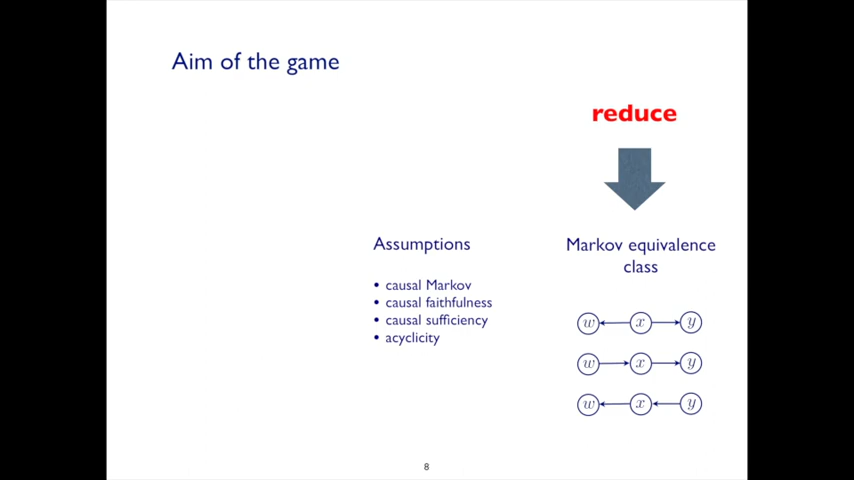 Aim of the game
reduce
Assumptions
• causal Markov
• causal faithfulness
• causal sufficiency
• acyclicity
Markov equivalence
class
w x y
w x y
w x y
8